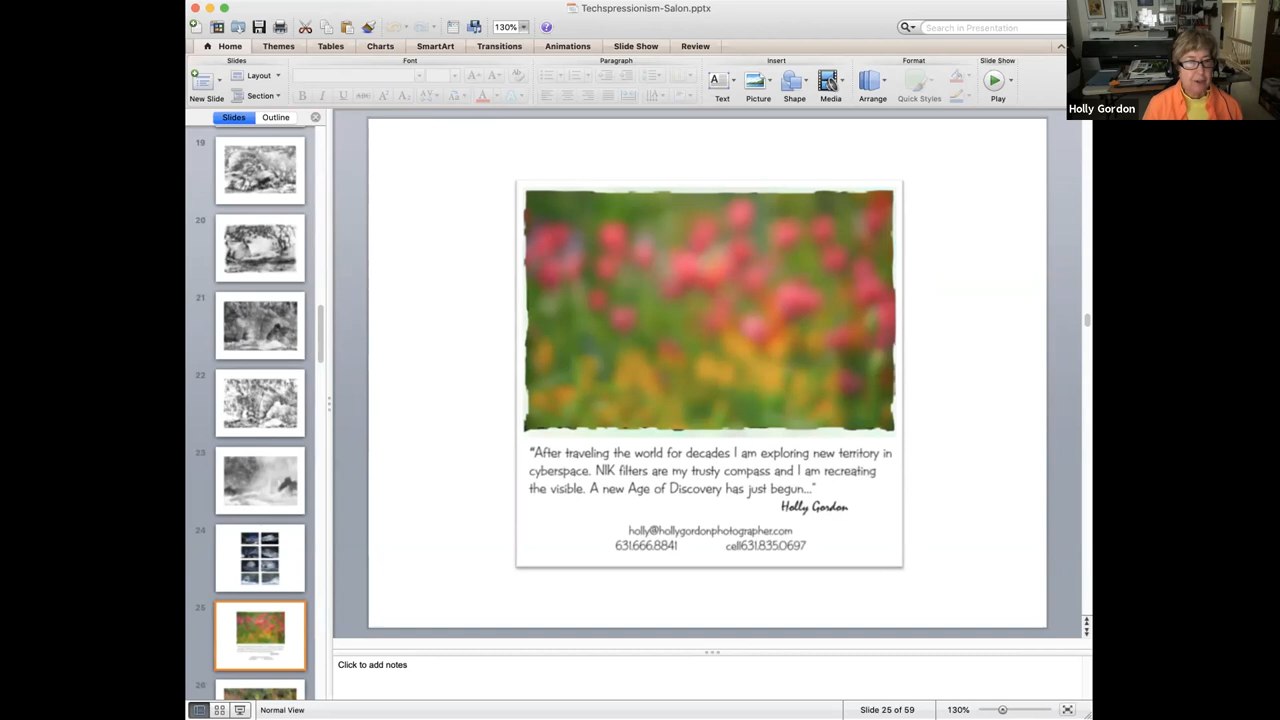 Techspressionism-Salon.pptx
130%
Search in Presentation
Home
Themes
Tables
Charts
SmartArt
Transitions
Animations
Slide Show
Review
Slides
Font
Paragraph
Insert
Format
Slide Show
New Slide
Layout
Section
Text
Picture
Shape
Media
Arrange
Quick Styles
Play
Holly Gordon
Slides
Outline
19
20
21
22
23
24
25
26
"After traveling the world for decades I am exploring new territory in
cyberspace. NIK filters are my trusty compass and I am recreating
the visible. A new Age of Discovery has just begun..."
Holly Gordon
holly@hollygordonphotographer.com
631.666.8841 cell631.835.0697
Click to add notes
Normal View
Slide 25 of 59
130%